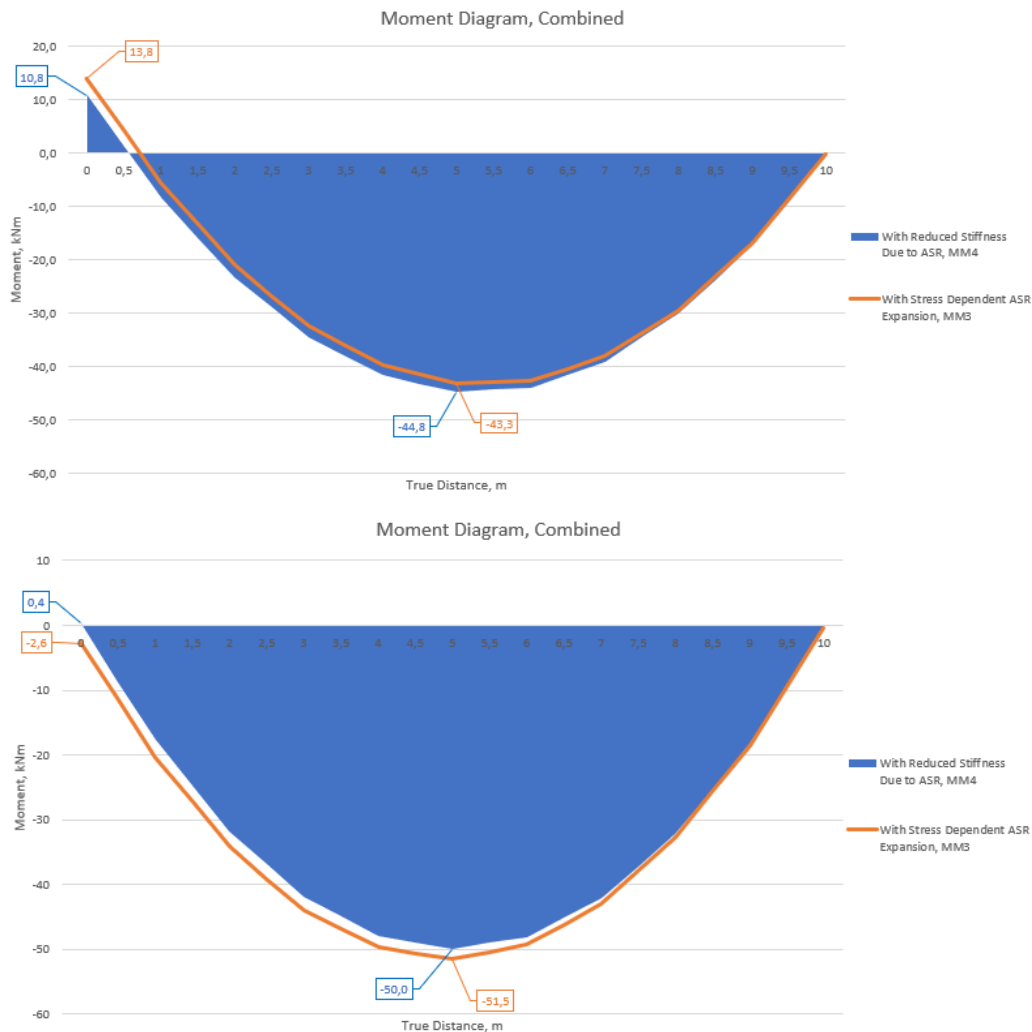 Moment Diagram, Combined
20,0
13,8
10,8
10,0
0,0
0 0,5 1 1,5 2 2,5 3 3,5 4 4,5 5 5,5 6 6,5 7 7,5 8 8,5 9 9,5 10
-10,0
-20,0
-30,0
-40,0
-50,0
-60,0
Moment, kNm
With Reduced Stiffness
Due to ASR, MM4
With Stress Dependent ASR
Expansion, MM3
-44,8
-43,3
True Distance, m
Moment Diagram, Combined
10
0,4
0
-2,6
0 0,5 1 1,5 2 2,5 3 3,5 4 4,5 5 5,5 6 6,5 7 7,5 8 8,5 9 9,5 10
-10
-20
-30
-40
-50
-60
Moment, kNm
With Reduced Stiffness
Due to ASR, MM4
With Stress Dependent ASR
Expansion, MM3
-50,0
-51,5
True Distance, m